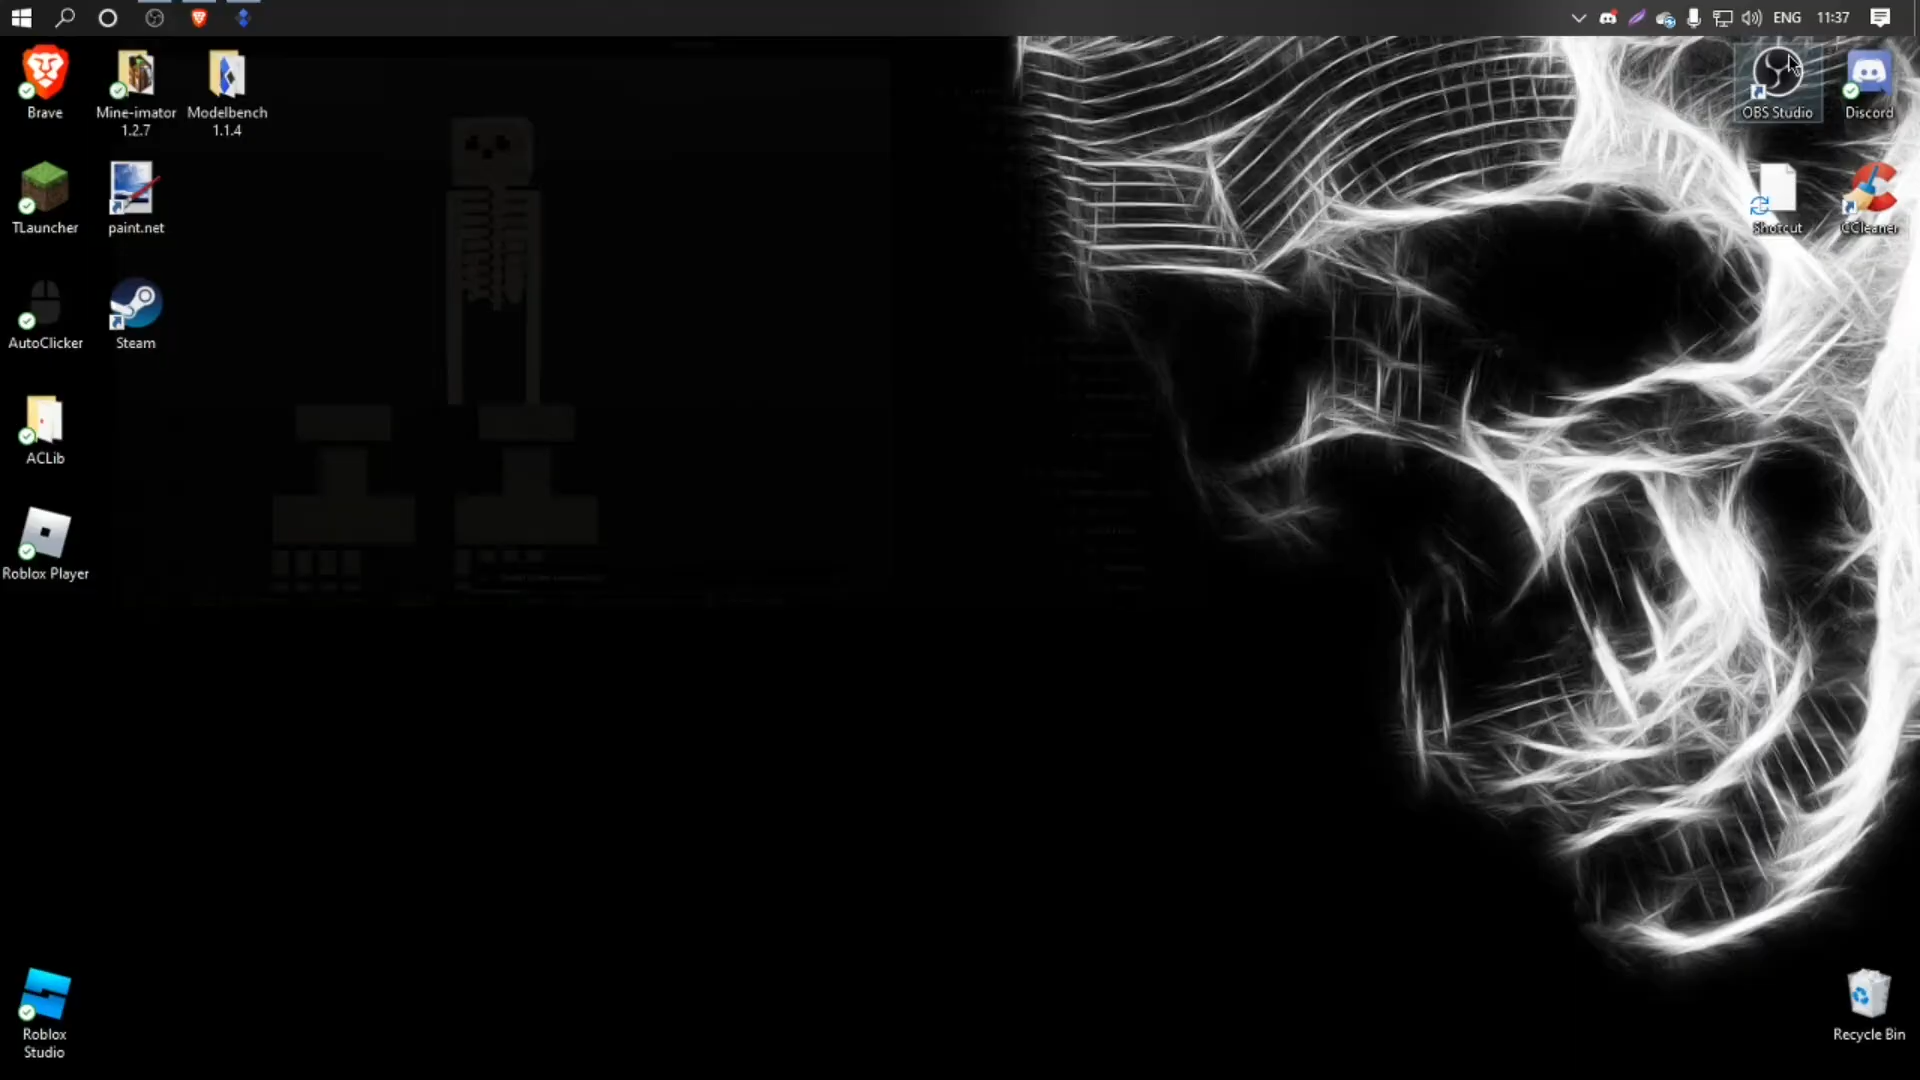 ENG
11:37
Brave
Mine-imator
1.2.7
Modelbench
1.1.4
OBS Studio
Discord
TLauncher
paint.net
Shotcut
CCleaner
AutoClicker
Steam
ACLib
Roblox Player
Roblox
Studio
Recycle Bin